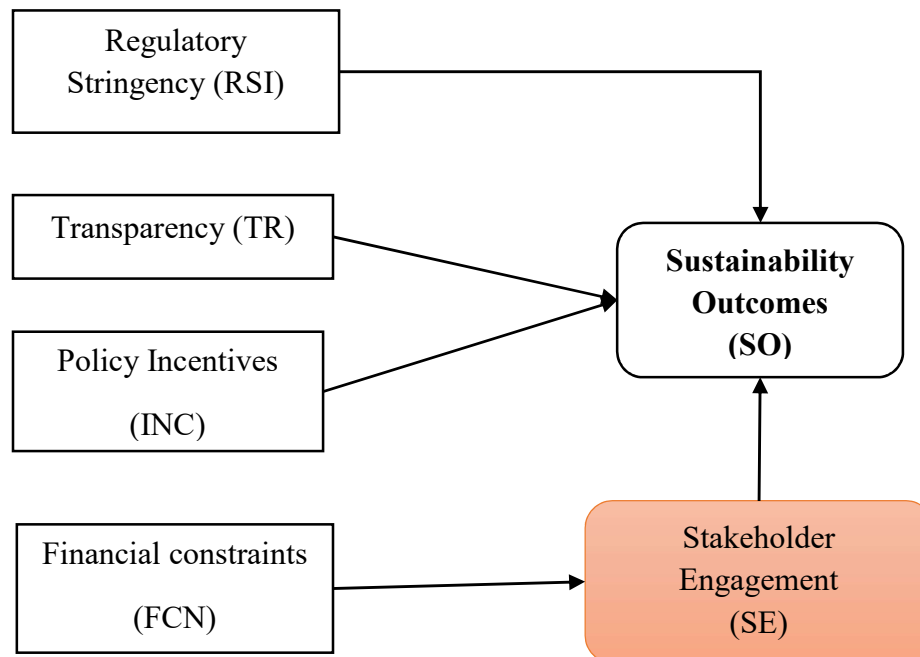 Regulatory
Stringency (RSI)
Transparency (TR)
Policy Incentives
(INC)
Financial constraints
(FCN)
Sustainability
Outcomes
(SO)
Stakeholder
Engagement
(SE)